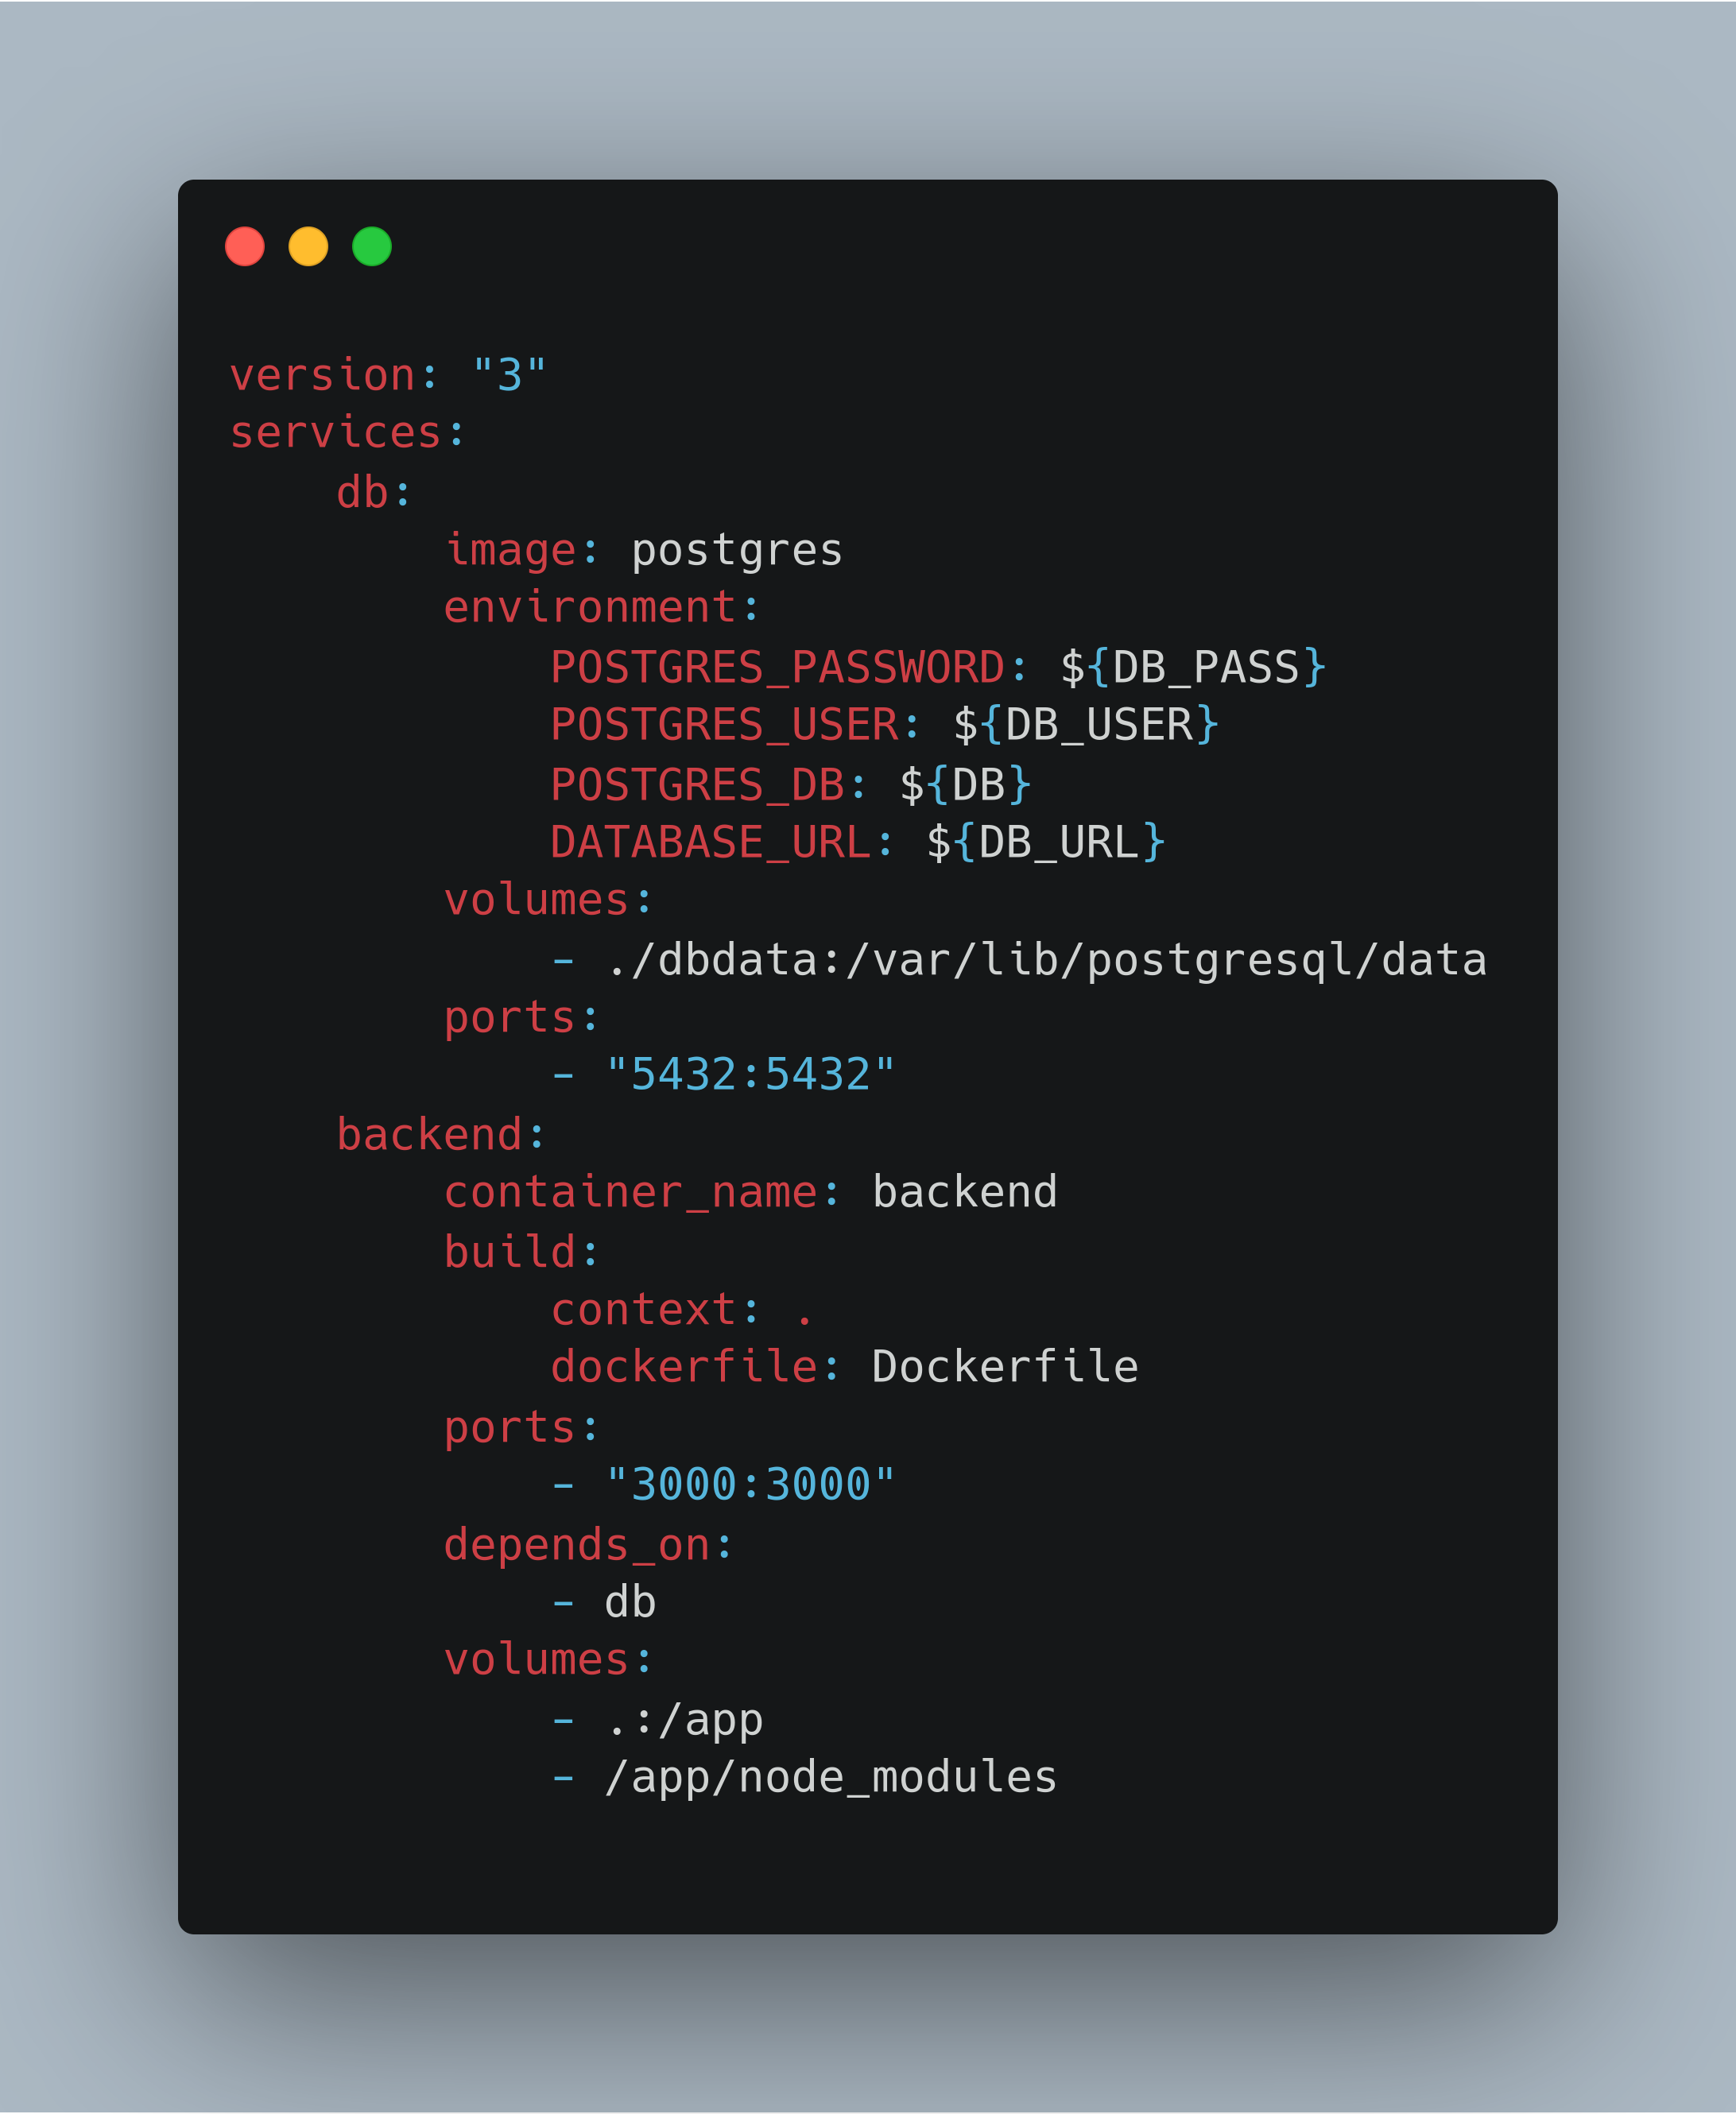 version: "3"
services:
    db:
        image: postgres
        environment:
            POSTGRES_PASSWORD: ${DB_PASS}
            POSTGRES_USER: ${DB_USER}
            POSTGRES_DB: ${DB}
            DATABASE_URL: ${DB_URL}
        volumes:
            - ./dbdata:/var/lib/postgresql/data
        ports:
            - "5432:5432"
    backend:
        container_name: backend
        build:
            context: .
            dockerfile: Dockerfile
        ports:
            - "3000:3000"
        depends_on:
            - db
        volumes:
            - .:/app
            - /app/node_modules